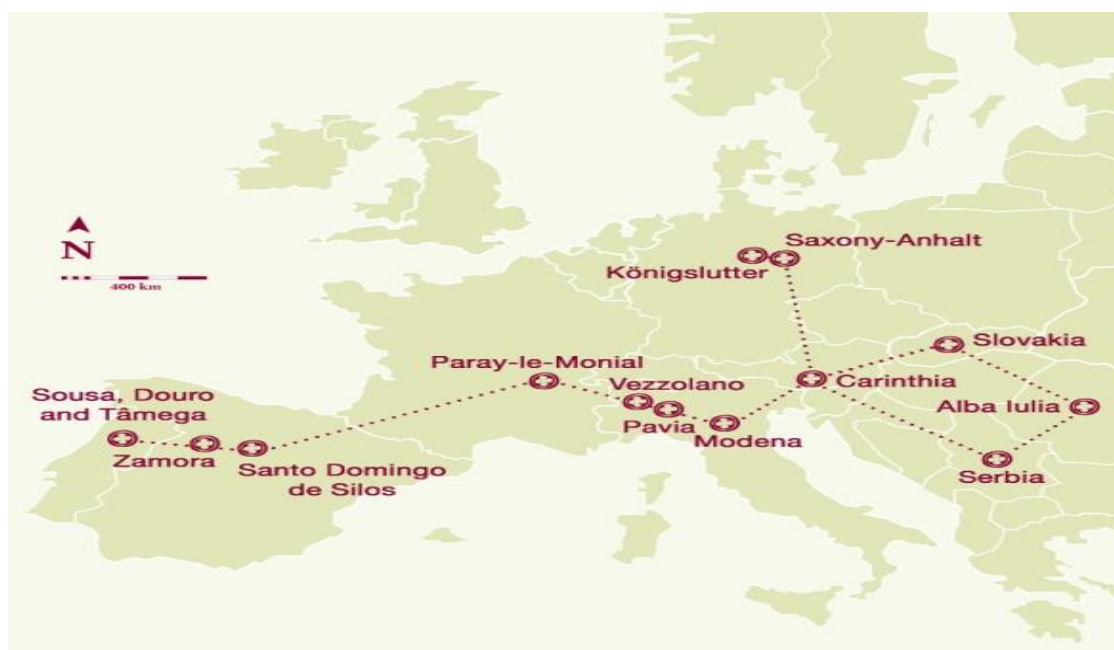 Saxony-Anhalt
Königslutter
N
400 km
Slovakia
Paray-le-Monial
Vezzolano
Carinthia
Sousa, Douro
and Tâmega
Alba Iulia
Pavia
Modena
Zamora
Santo Domingo
de Silos
Serbia